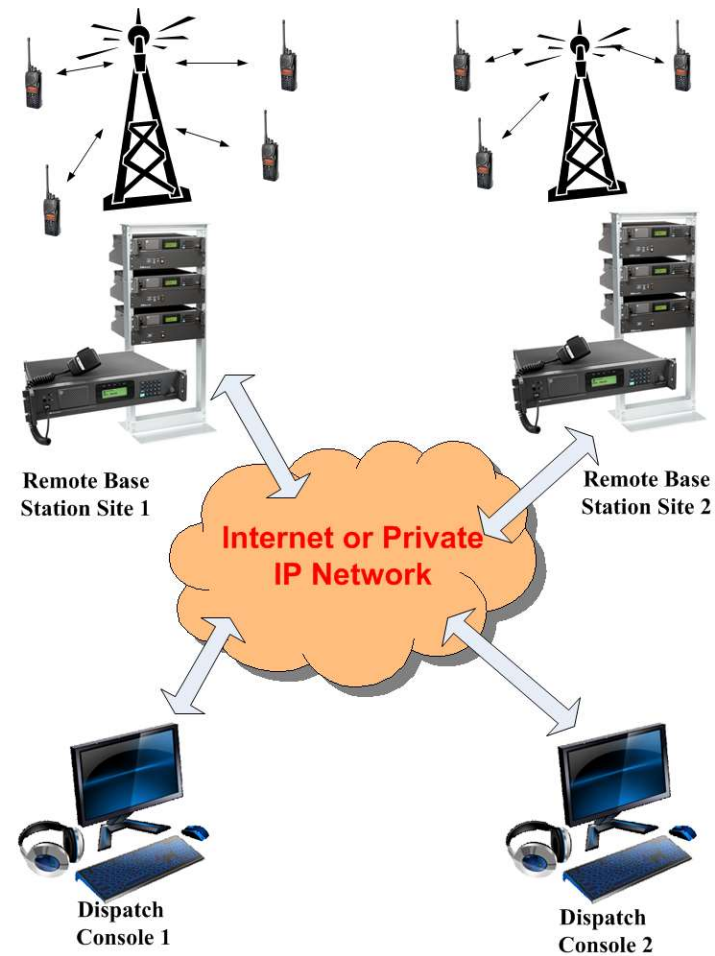 Remote Base
Station Site 1
Remote Base
Station Site 2
Internet or Private
IP Network
Dispatch
Console 1
Dispatch
Console 2